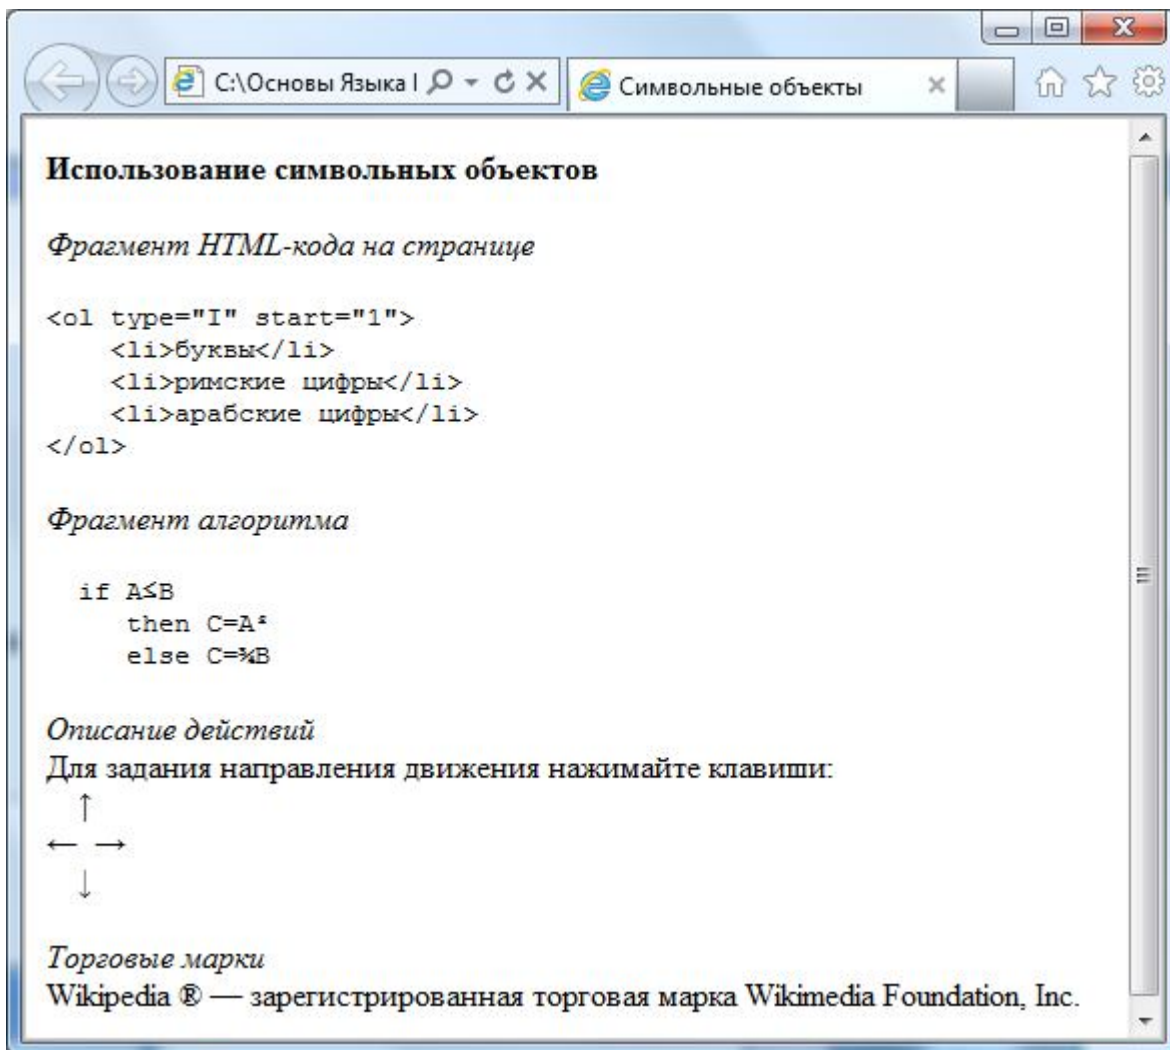 C:\Основы Языка
Символьные объекты
Использование символьных объектов
Фрагмент HTML-кода на странице
<ol type="I" start="1">
    <li>буквы</li>
    <li>римские цифры</li>
    <li>арабские цифры</li>
</ol>
Фрагмент алгоритма
if A≤B
then C=A²
else C=¾B
Описание действий
Для задания направления движения нажимайте клавиши:
↑
← →
↓
Торговые марки
Wikipedia ® — зарегистрированная торговая марка Wikimedia Foundation, Inc.